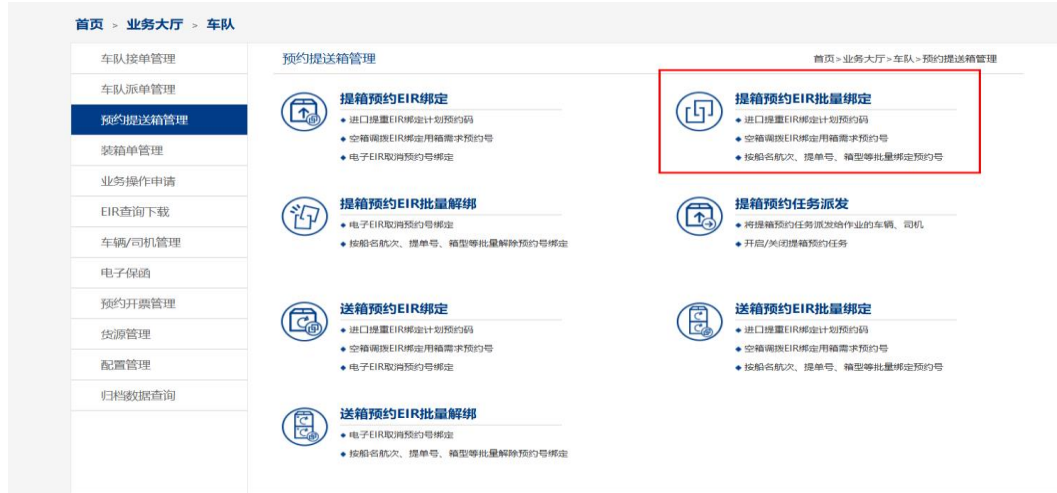 首页 > 业务大厅 > 车队
车队接单管理
车队派单管理
预约提送箱管理
装箱单管理
业务操作申请
EIR查询下载
车辆/司机管理
电子保函
预约开票管理
货源管理
配置管理
归档数据查询
预约提送箱管理
首页>业务大厅>车队>预约提送箱管理
提箱预约EIR绑定
进口提重EIR绑定计划预约码
空箱调拨EIR绑定用箱需求预约号
电子EIR取消预约号绑定
提箱预约EIR批量绑定
进口提重EIR绑定计划预约码
空箱调拨EIR绑定用箱需求预约号
按船名航次、提单号、箱型等批量绑定预约号
提箱预约EIR批量解绑
电子EIR取消预约号绑定
按船名航次、提单号、箱型等批量解除预约号绑定
提箱预约任务派发
将提箱预约任务派发给作业的车辆、司机
开启/关闭提箱预约任务
送箱预约EIR绑定
进口提重EIR绑定计划预约码
空箱调拨EIR绑定用箱需求预约号
电子EIR取消预约号绑定
送箱预约EIR批量绑定
进口提重EIR绑定计划预约码
空箱调拨EIR绑定用箱需求预约号
按船名航次、提单号、箱型等批量绑定预约号
送箱预约EIR批量解绑
电子EIR取消预约号绑定
按船名航次、提单号、箱型等批量解除预约号绑定